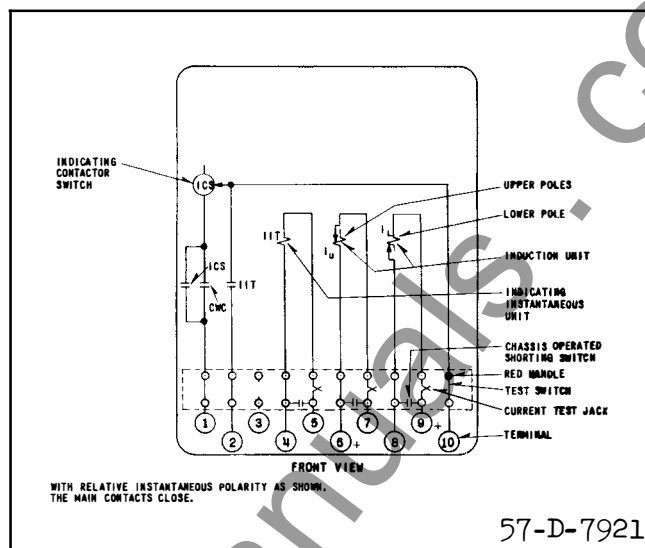 INDICATING
CONTACTOR
SWITCH
ICS
ICS
CWC
IIT
IIT
Iu
IL
UPPER POLES
LOWER POLE
INDUCTION UNIT
INDICATING
INSTANTANEOUS
UNIT
CHASSIS OPERATED
SHORTING SWITCH
RED HANDLE
TEST SWITCH
CURRENT TEST JACK
TERMINAL
1
2
3
4
5
6 +
7
8
9 +
10
FRONT VIEW
WITH RELATIVE INSTANTANEOUS POLARITY AS SHOWN,
THE MAIN CONTACTS CLOSE.
57-D-7921